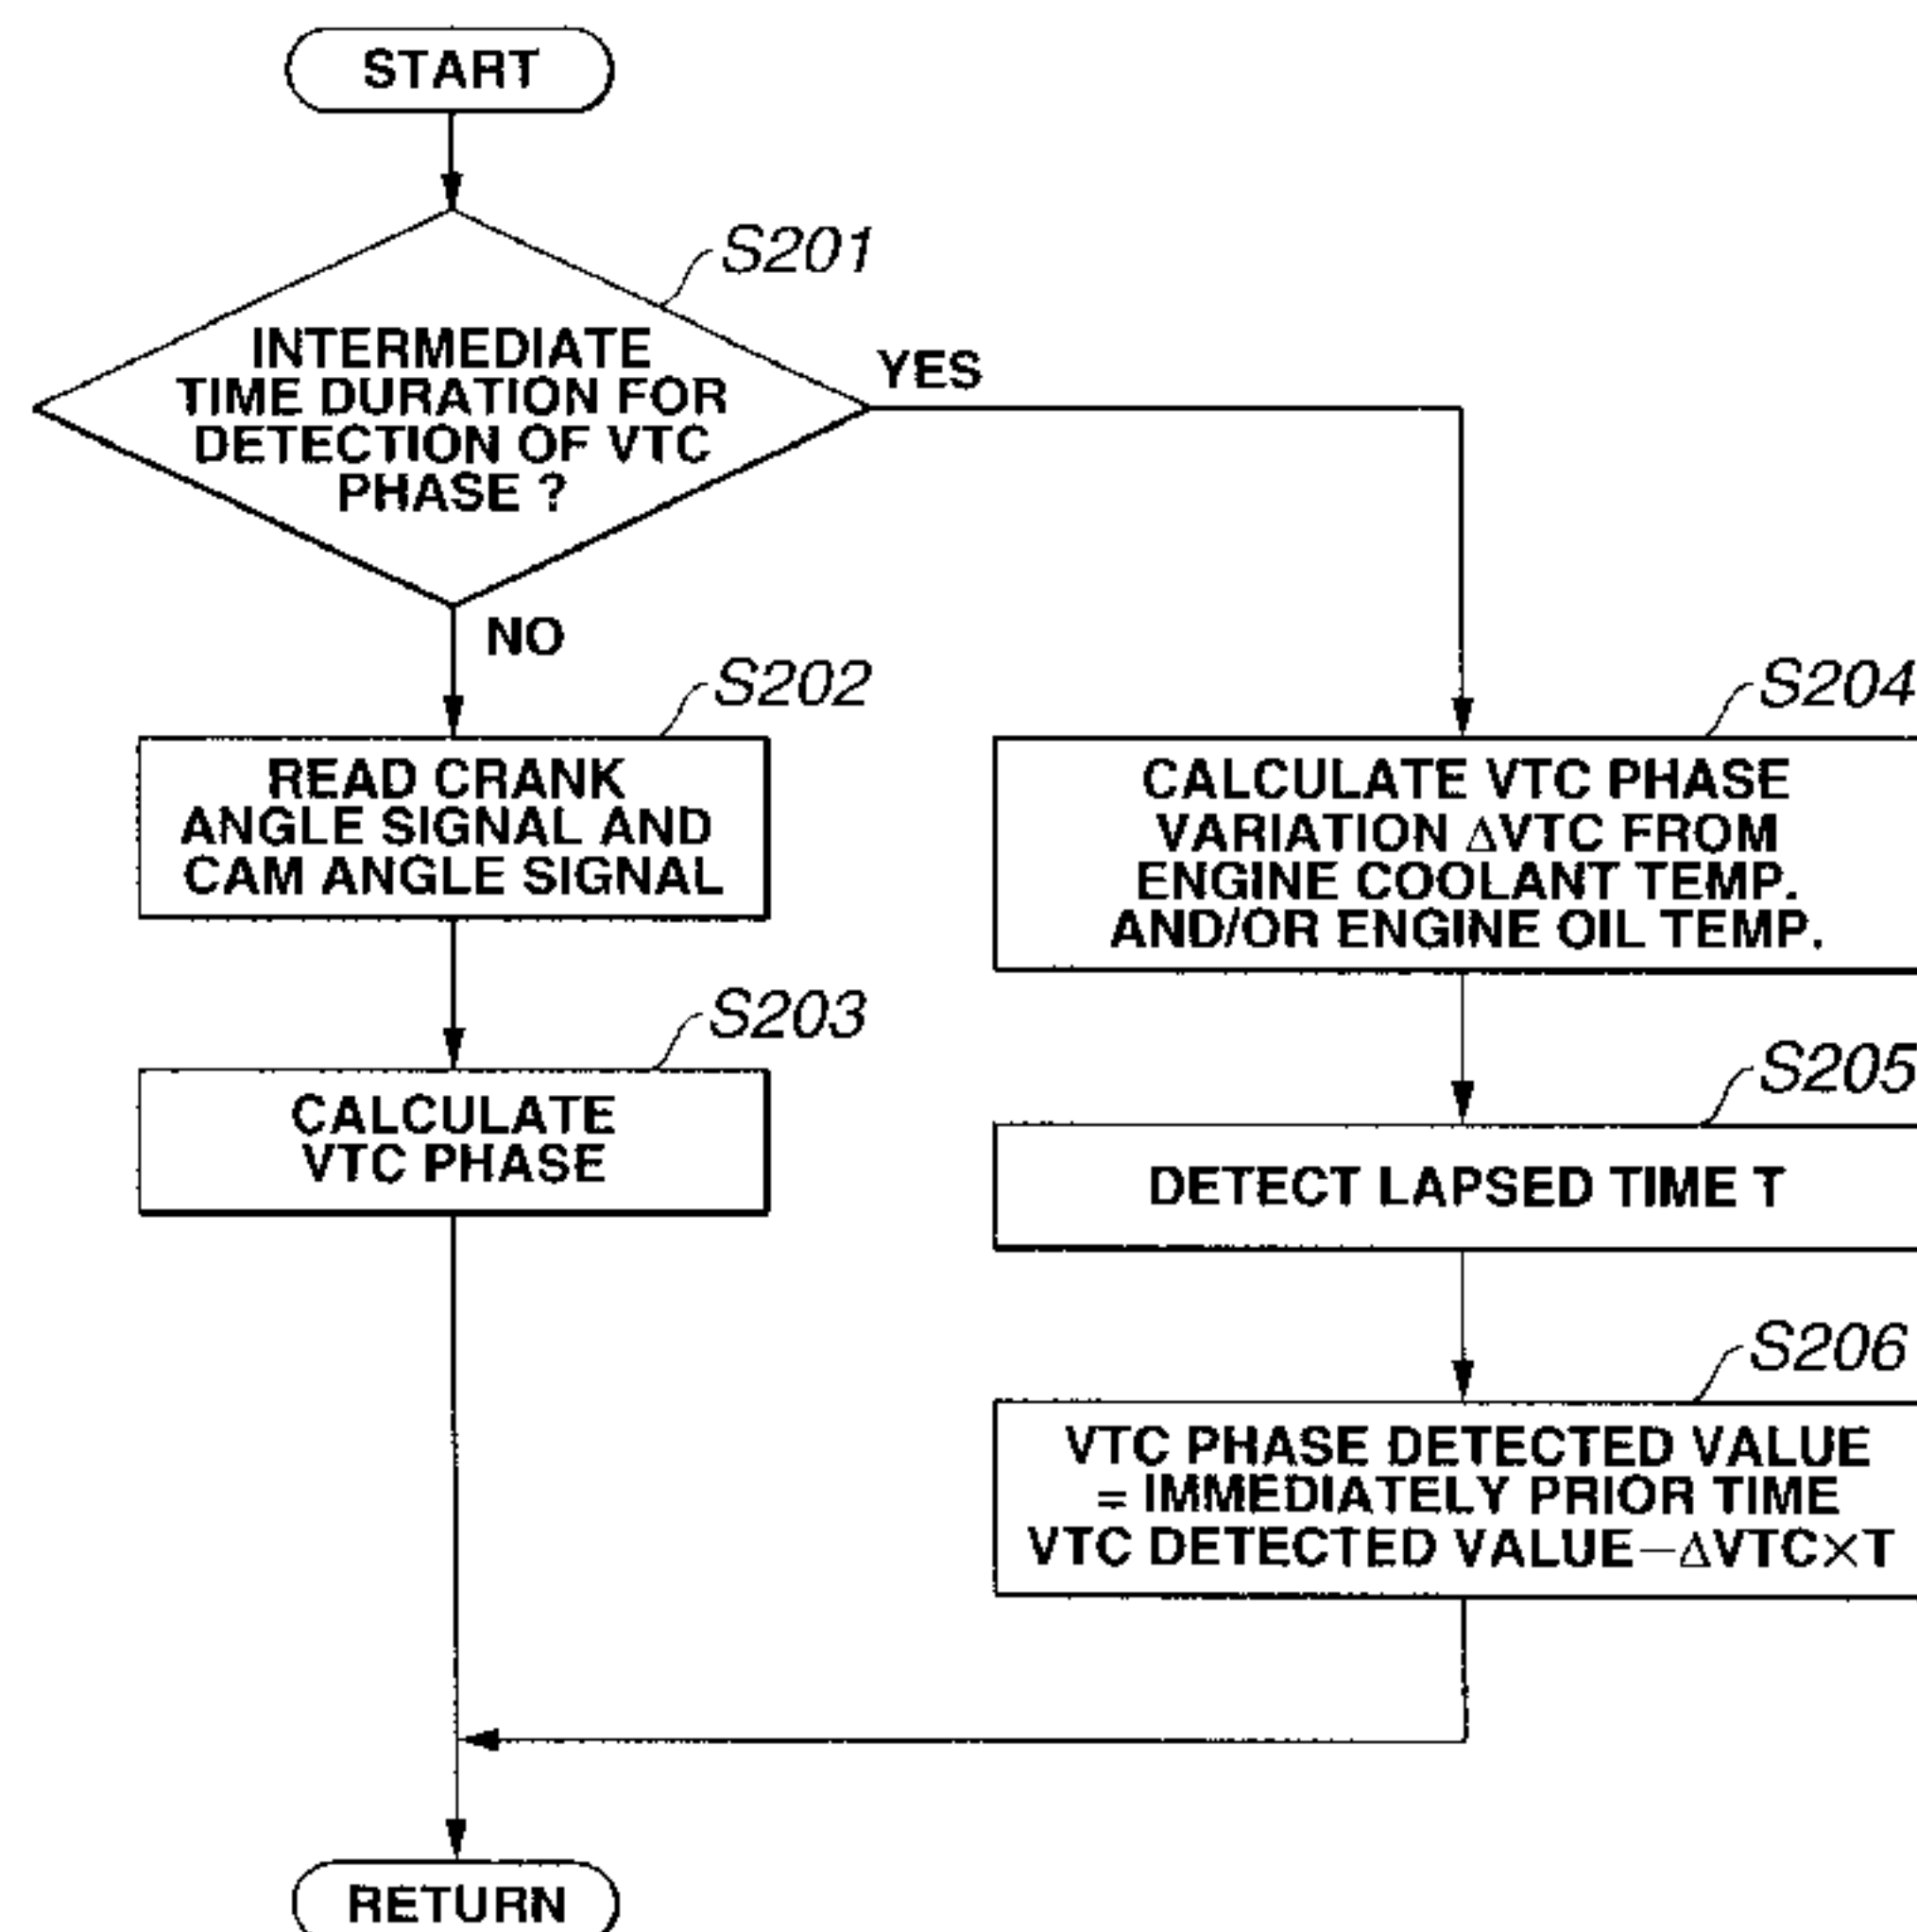 START
S201
INTERMEDIATE
TIME DURATION FOR
DETECTION OF VTC
PHASE ?
YES
NO
S202
READ CRANK
ANGLE SIGNAL AND
CAM ANGLE SIGNAL
S203
CALCULATE
VTC PHASE
S204
CALCULATE VTC PHASE
VARIATION ΔVTC FROM
ENGINE COOLANT TEMP.
AND/OR ENGINE OIL TEMP.
S205
DETECT LAPSED TIME T
S206
VTC PHASE DETECTED VALUE
= IMMEDIATELY PRIOR TIME
VTC DETECTED VALUE—ΔVTC×T
RETURN